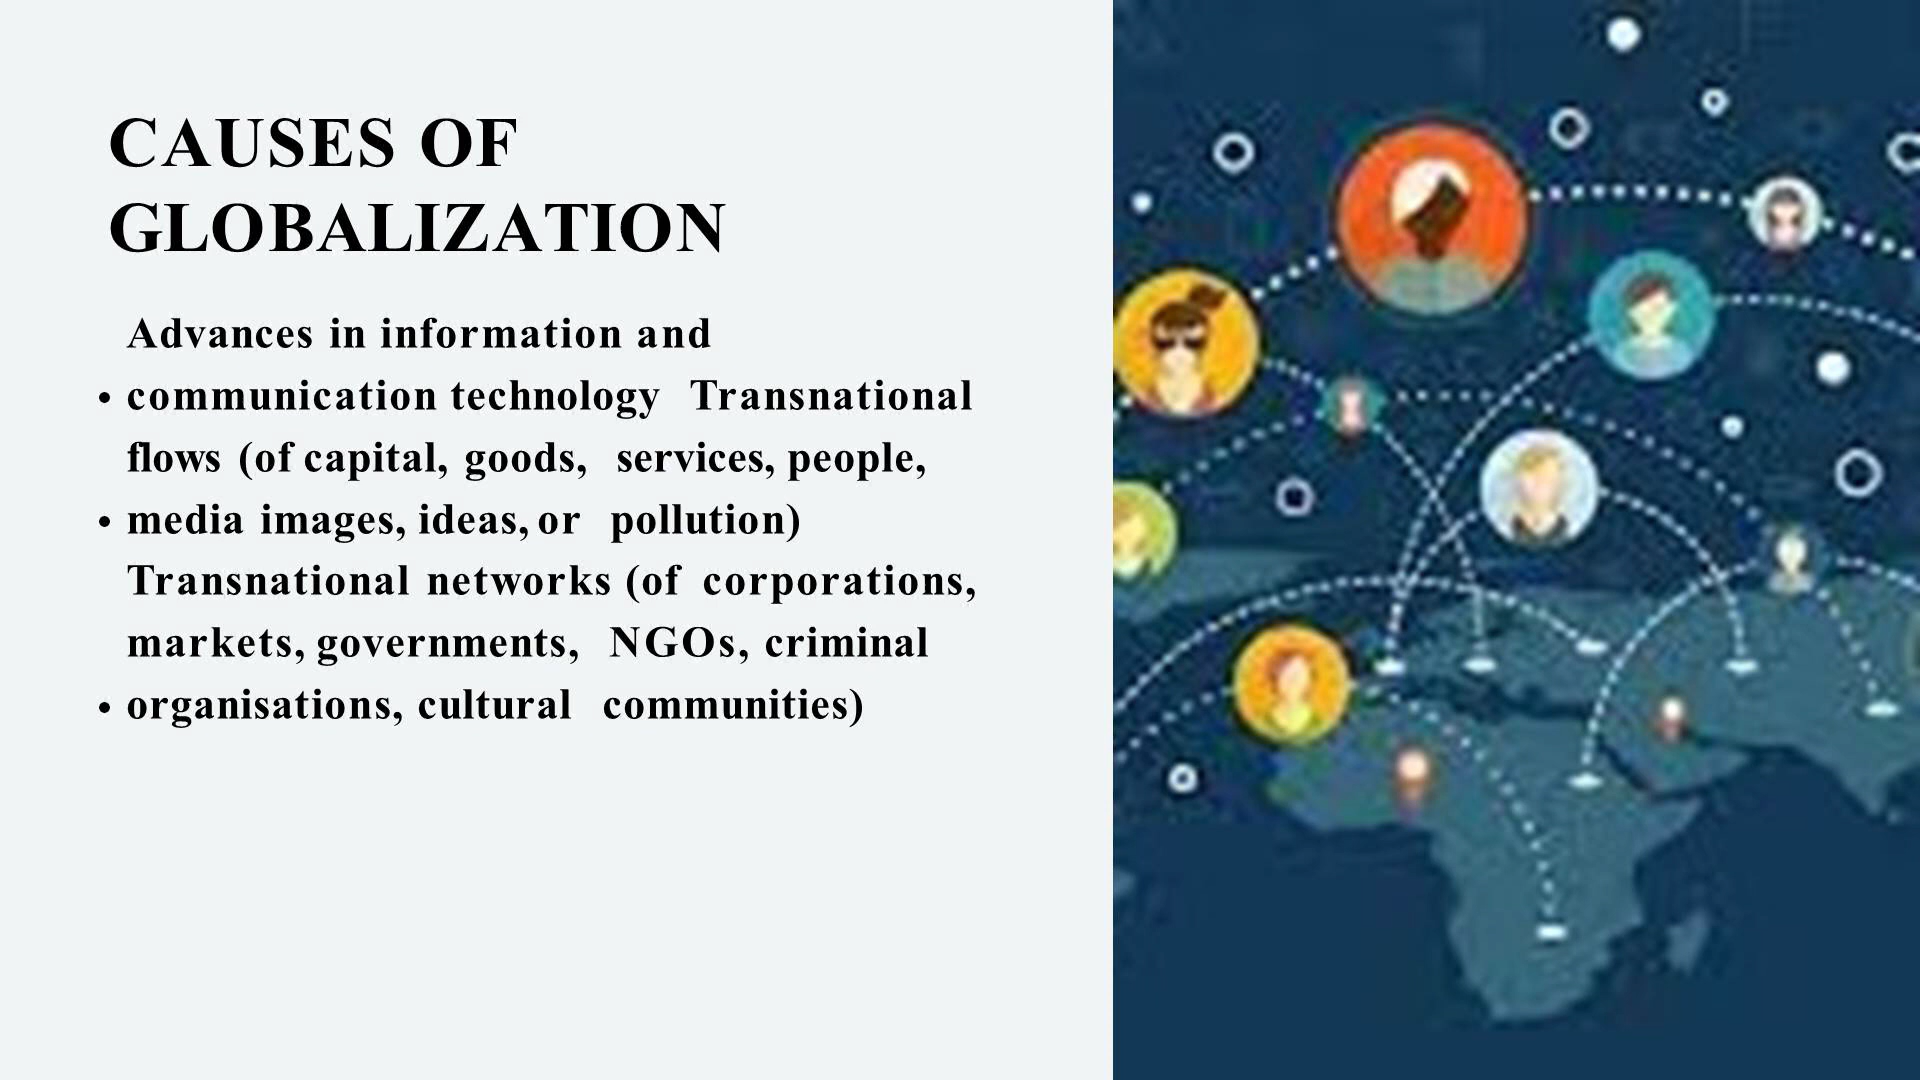 CAUSES OF
GLOBALIZATION
Advances in information and
• communication technology Transnational
flows (of capital, goods, services, people,
• media images, ideas, or pollution)
Transnational networks (of corporations,
markets, governments, NGOs, criminal
• organisations, cultural communities)